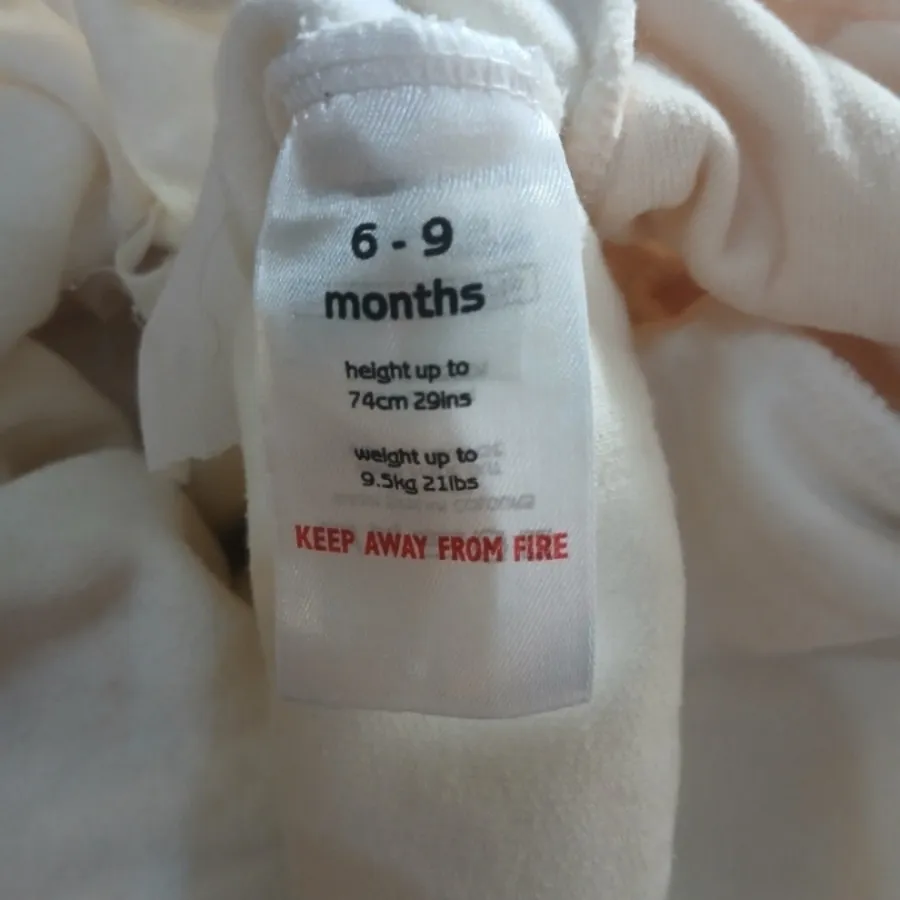 6 - 9
months
height up to
74cm 29ins
weight up to
9.5kg 21lbs
KEEP AWAY FROM FIRE